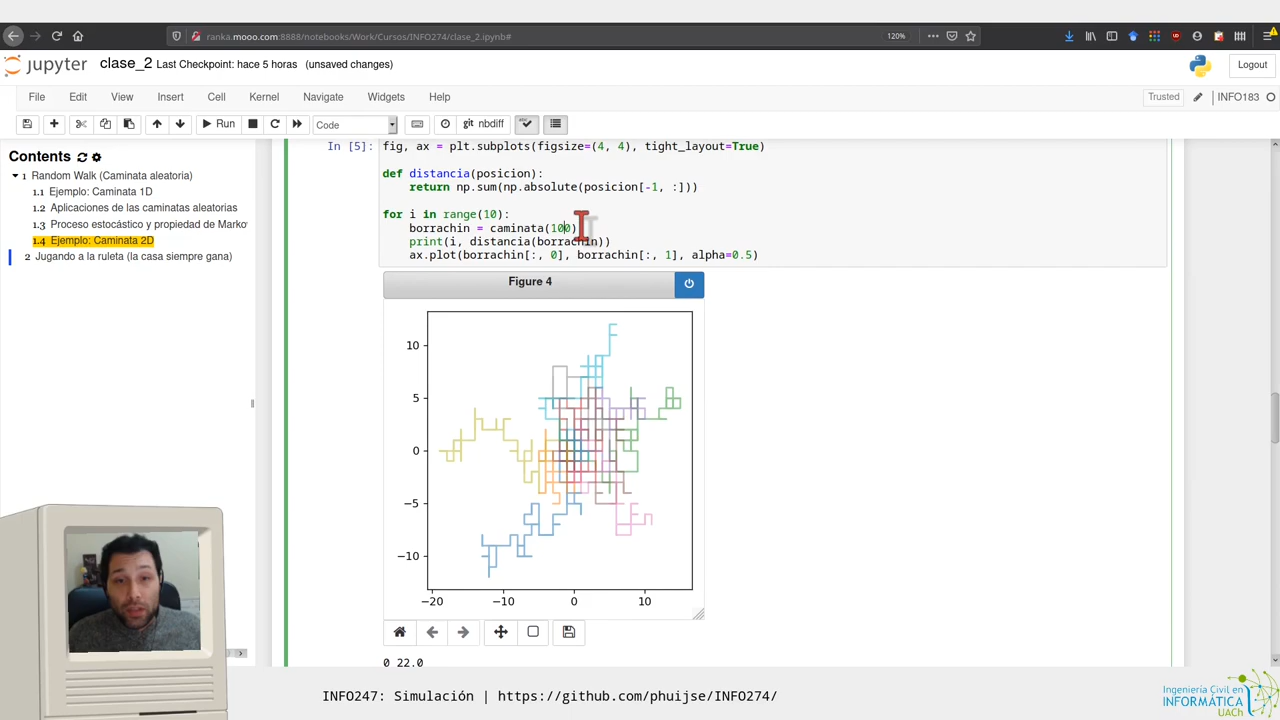 ranka.mooo.com:8888/notebooks/Work/Cursos/INFO274/clase_2.ipynb#
120%
jupyter clase_2 Last Checkpoint: hace 5 horas (unsaved changes)
Logout
File Edit View Insert Cell Kernel Navigate Widgets Help
Trusted
INFO183
Run
Code
nbdiff
Contents
1 Random Walk (Caminata aleatoria)
1.1 Ejemplo: Caminata 1D
1.2 Aplicaciones de las caminatas aleatorias
1.3 Proceso estocástico y propiedad de Marko
1.4 Ejemplo: Caminata 2D
2 Jugando a la ruleta (la casa siempre gana)
In [5]: fig, ax = plt.subplots(figsize=(4, 4), tight_layout=True)
def distancia(posicion):
return np.sum(np.absolute(posicion[-1, :]))
for i in range(10):
borrachin = caminata(100)
print(i, distancia(borrachin))
ax.plot(borrachin[:, 0], borrachin[:, 1], alpha=0.5)
Figure 4
10
5
0
−5
−10
−20
−10
0
10
0 22.0
INFO247: Simulación | https://github.com/phuijse/INFO274/
Ingeniería Civil en
INFORMÁTICA
UACh